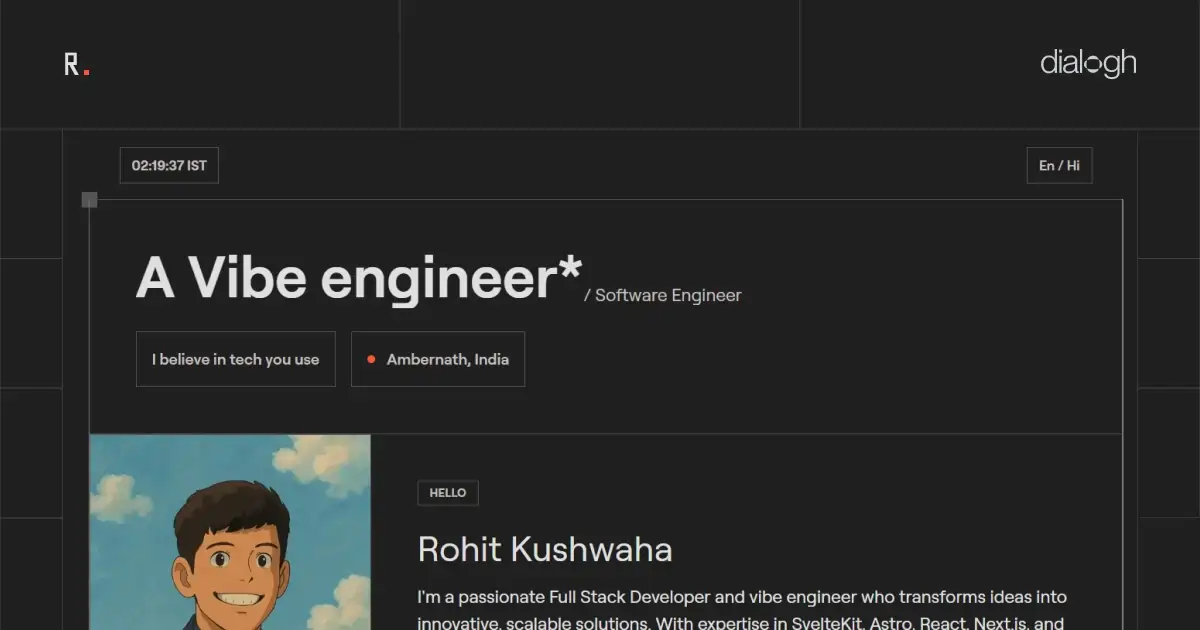 R.
dialogh
02:19:37 IST
En / Hi
A Vibe engineer*
/ Software Engineer
I believe in tech you use
Ambernath, India
HELLO
Rohit Kushwaha
I'm a passionate Full Stack Developer and vibe engineer who transforms ideas into
innovative, scalable solutions. With expertise in SvelteKit, Astro, React, Next.js, and